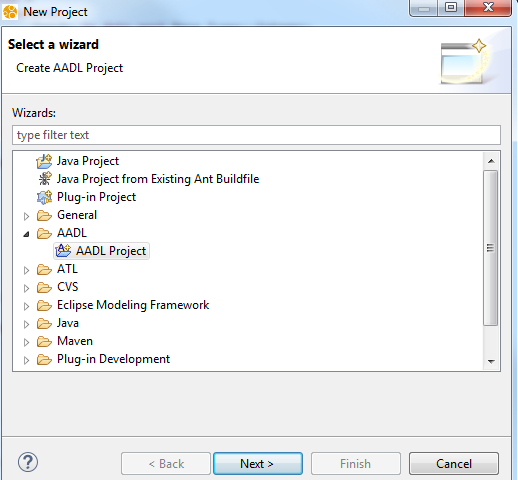 New Project
Select a wizard
Create AADL Project
Wizards:
type filter text
Java Project
Java Project from Existing Ant Buildfile
Plug-in Project
General
AADL
AADL Project
ATL
CVS
Eclipse Modeling Framework
Java
Maven
Plug-in Development
?
< Back
Next >
Finish
Cancel